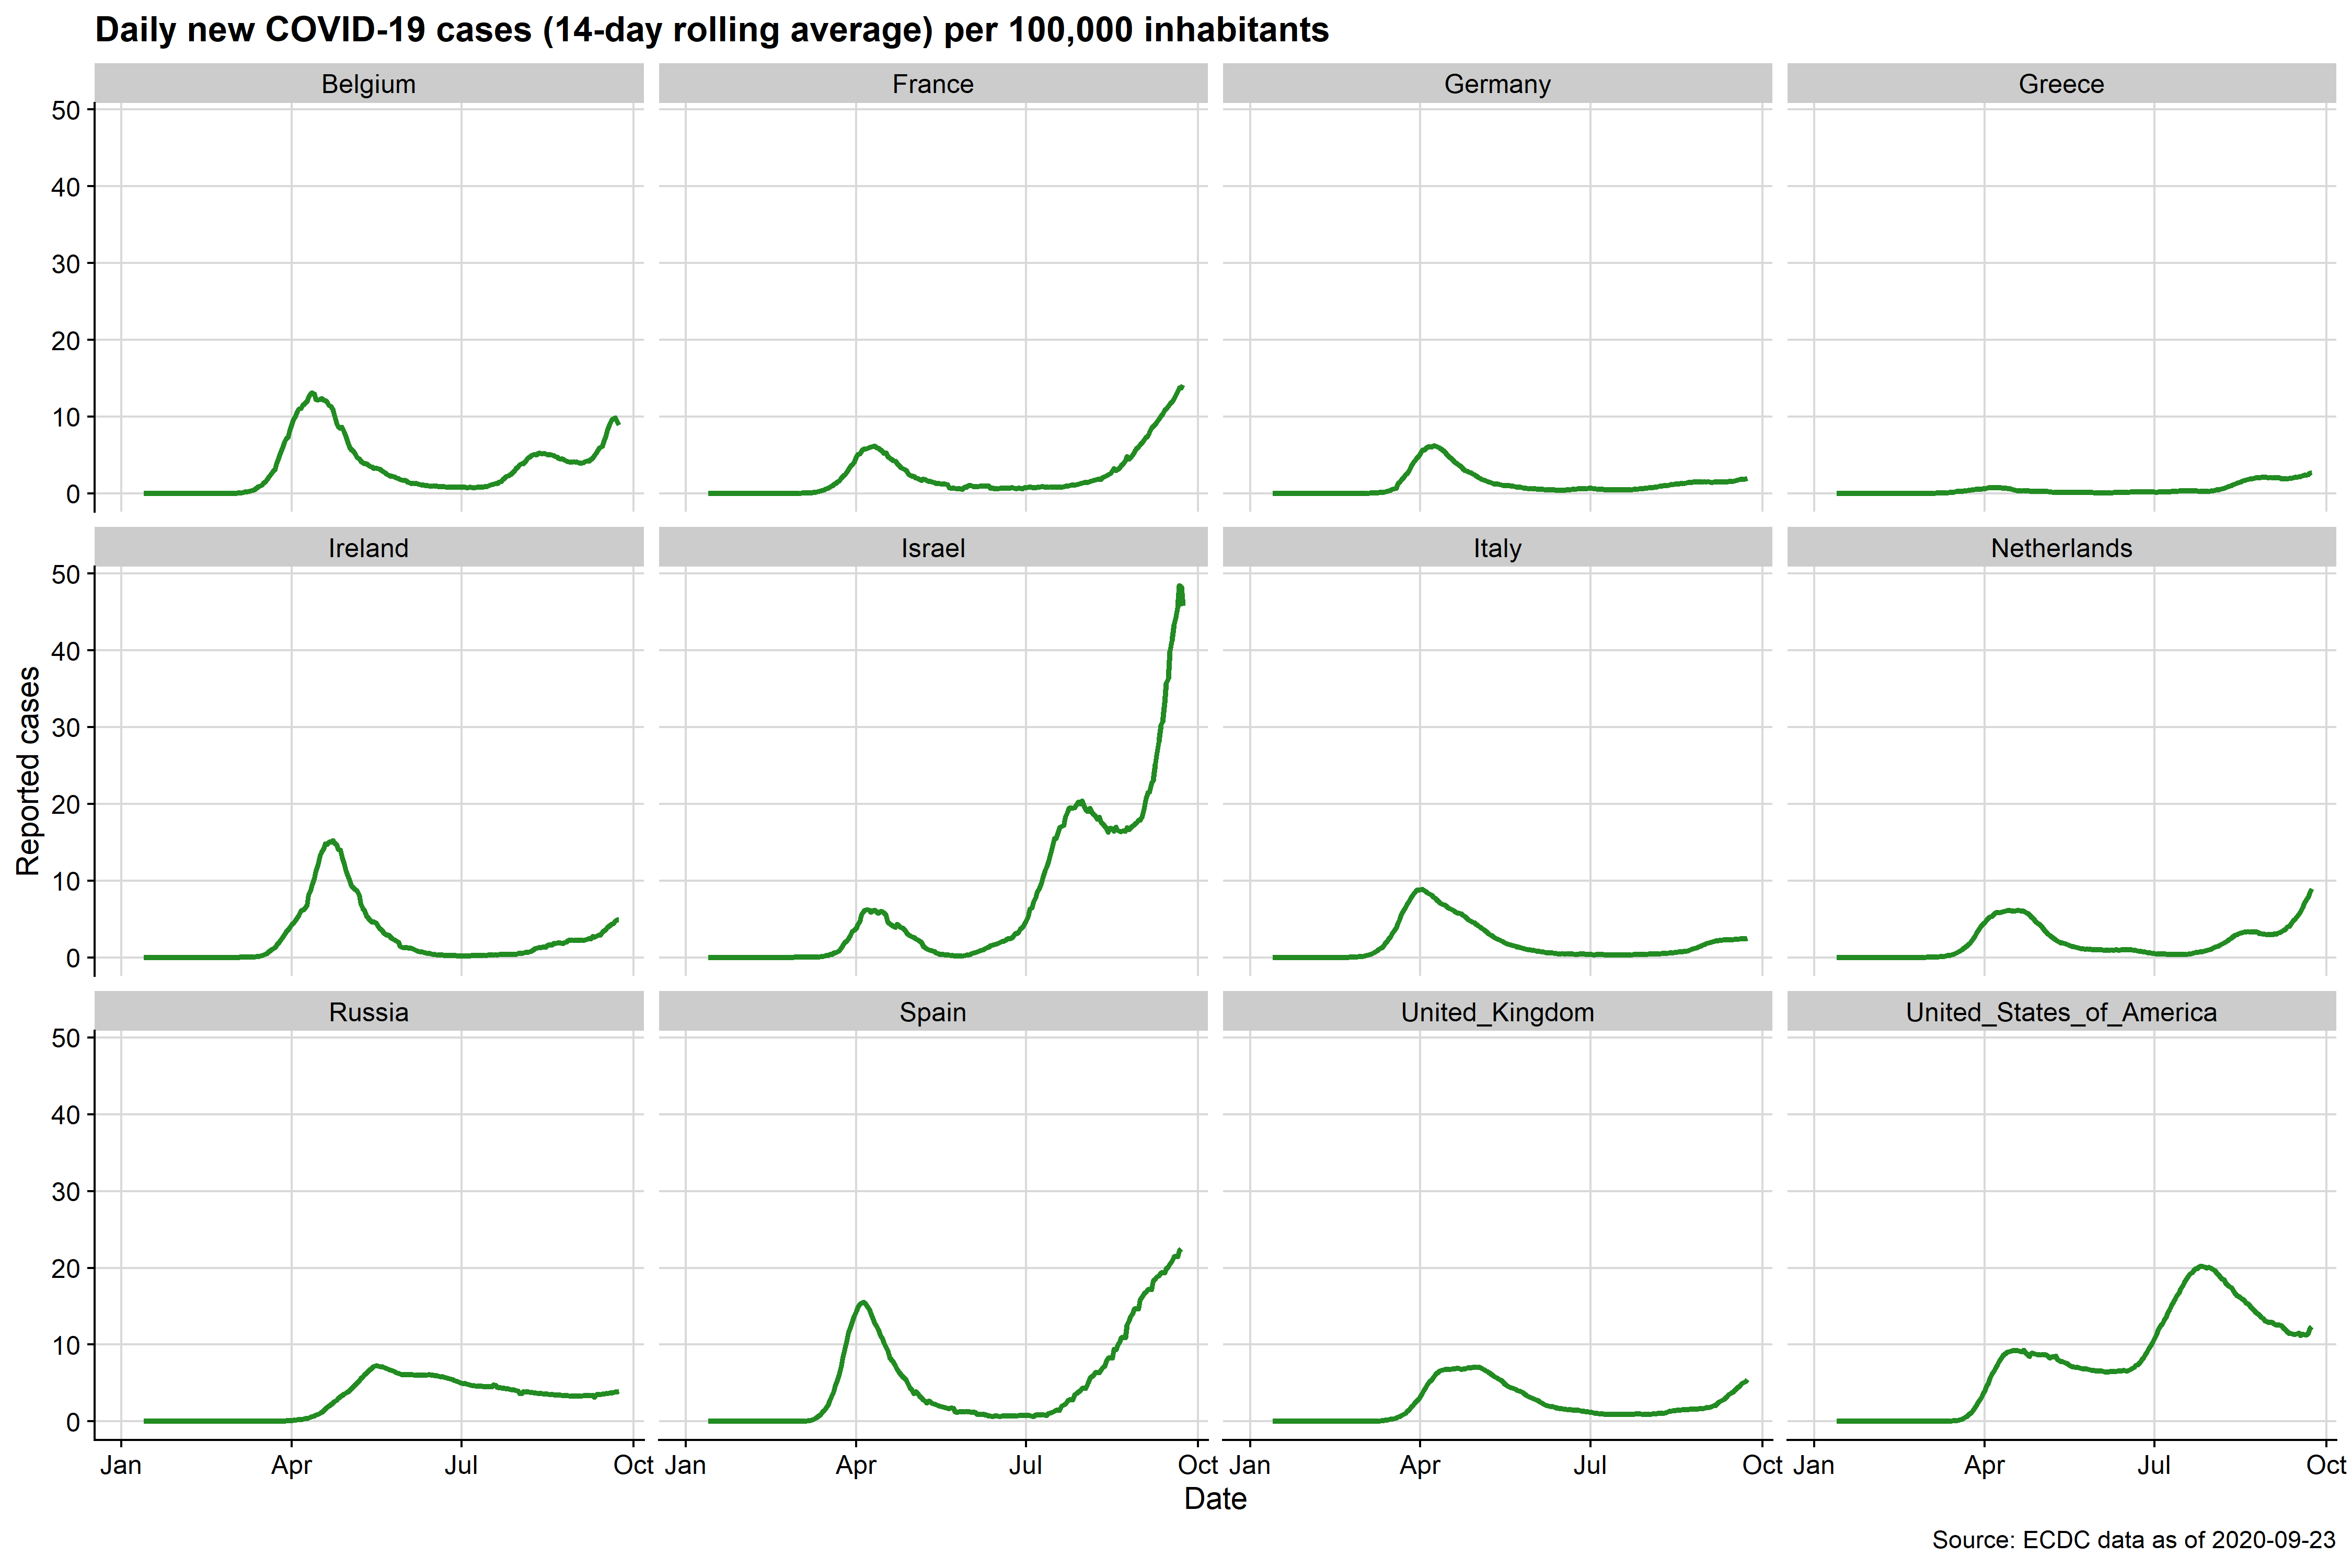 Daily new COVID-19 cases (14-day rolling average) per 100,000 inhabitants
Belgium France Germany Greece
50
40
30
20
10
0
Ireland Israel Italy Netherlands
50
40
30
20
10
0
Reported cases
Russia Spain United_Kingdom United_States_of_America
50
40
30
20
10
0
Jan Apr Jul Oct Jan Apr Jul Oct Jan Apr Jul Oct Jan Apr Jul Oct
Date
Source: ECDC data as of 2020-09-23